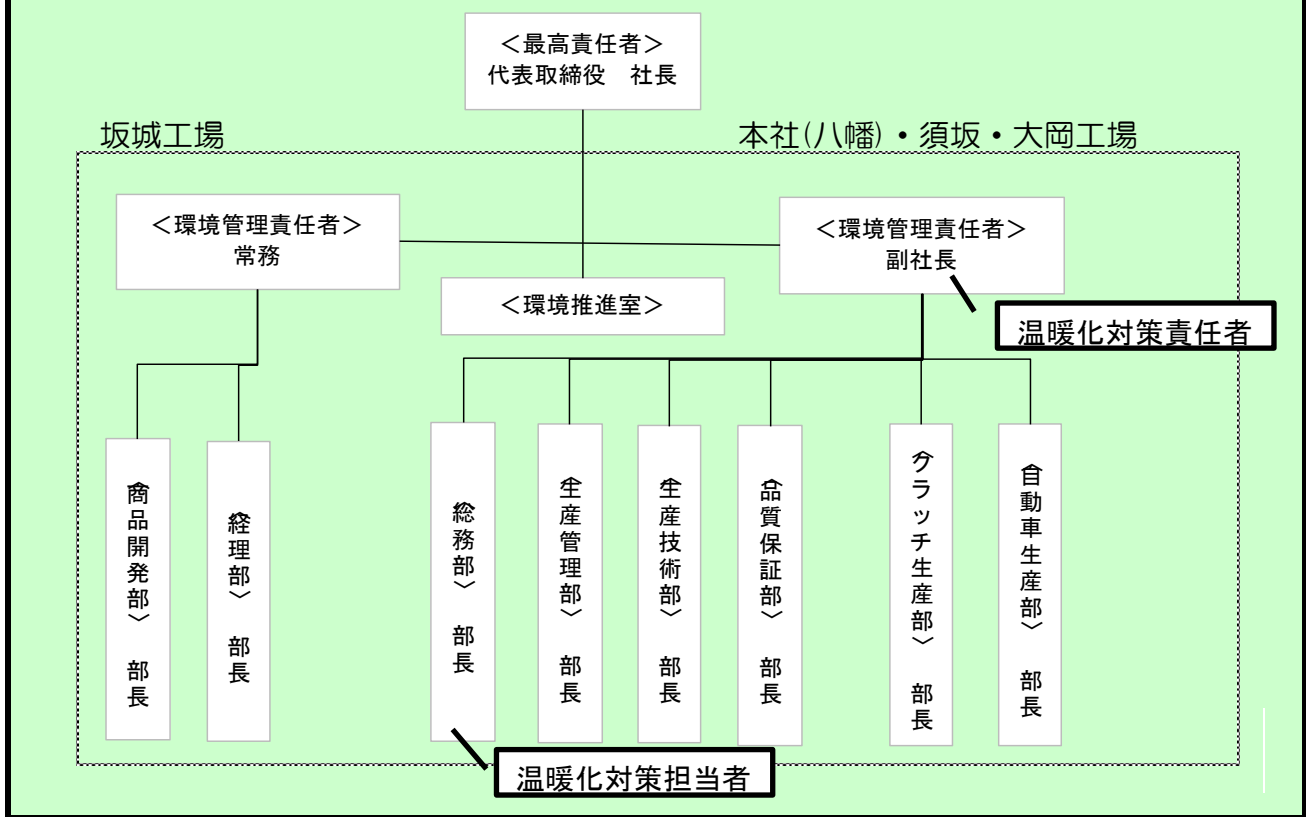 ＜最高責任者＞
代表取締役　社長
坂城工場
本社(八幡)・須坂・大岡工場
＜環境管理責任者＞
常務
＜環境管理責任者＞
副社長
＜環境推進室＞
温暖化対策責任者
〈商品開発部〉　部長
〈経理部〉　部長
〈総務部〉　部長
〈生産管理部〉　部長
〈生産技術部〉　部長
〈品質保証部〉　部長
〈クラッチ生産部〉　部長
〈自動車生産部〉　部長
温暖化対策担当者